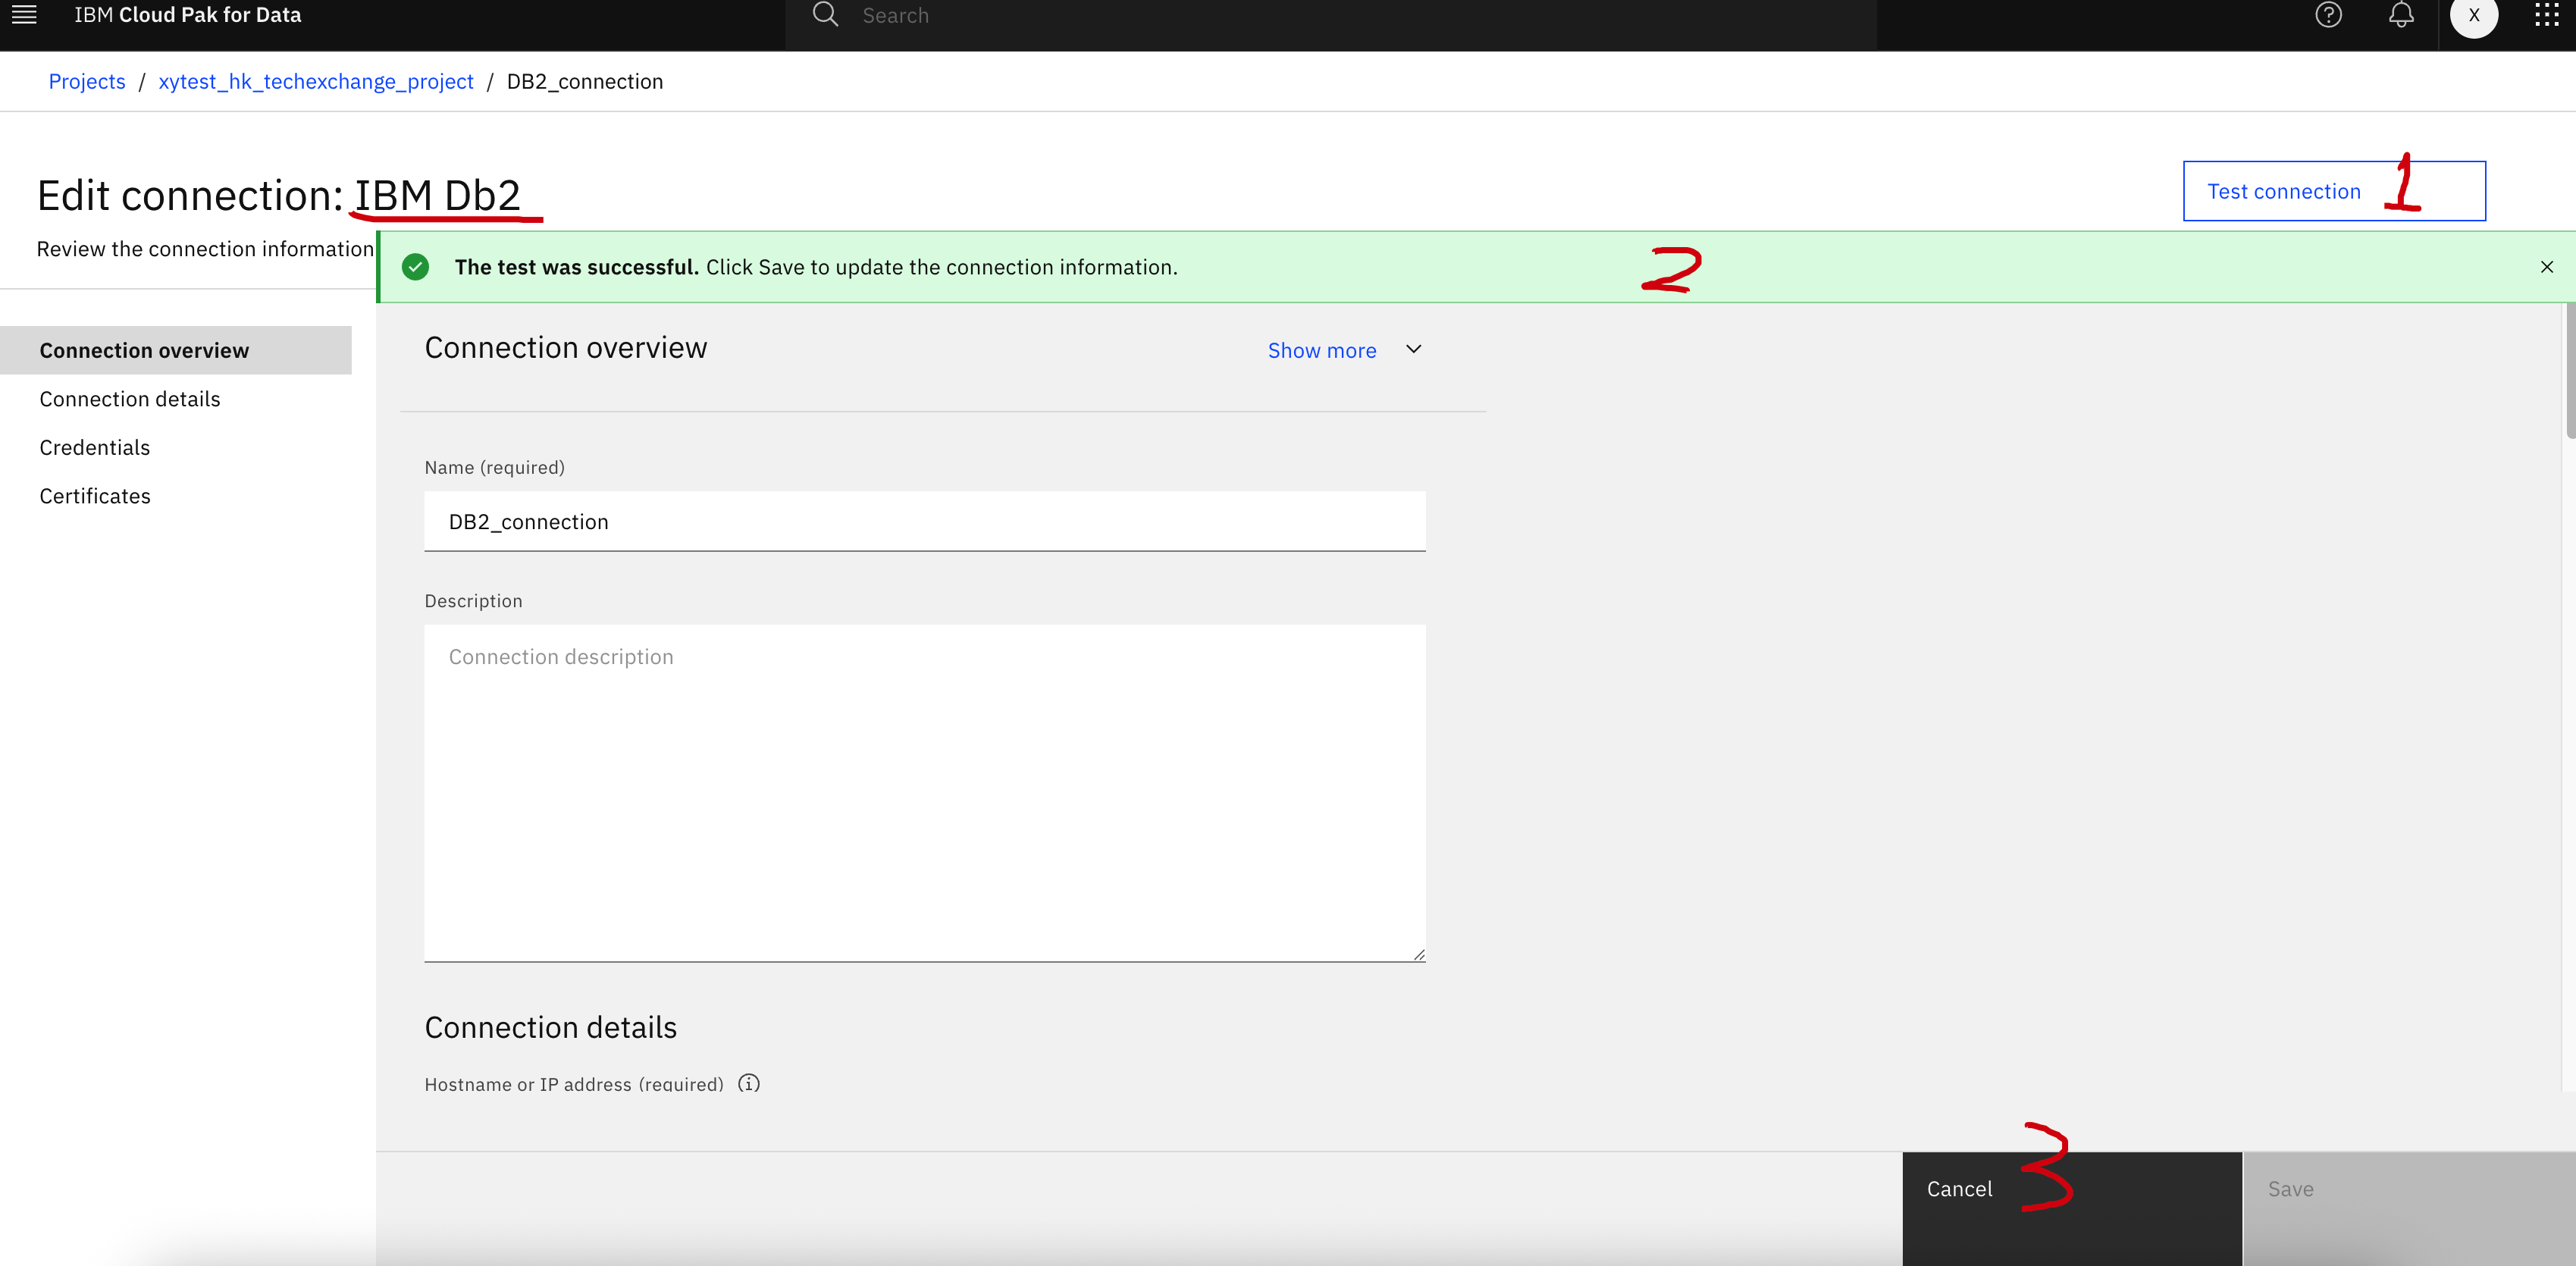 IBM Cloud Pak for Data
Search
X
Projects / xytest_hk_techexchange_project / DB2_connection
Edit connection: IBM Db2
Test connection 1
Review the connection information
The test was successful. Click Save to update the connection information. 2
Connection overview
Connection details
Credentials
Certificates
Connection overview
Show more
Name (required)
DB2_connection
Description
Connection description
Connection details
Hostname or IP address (required)
Cancel 3
Save